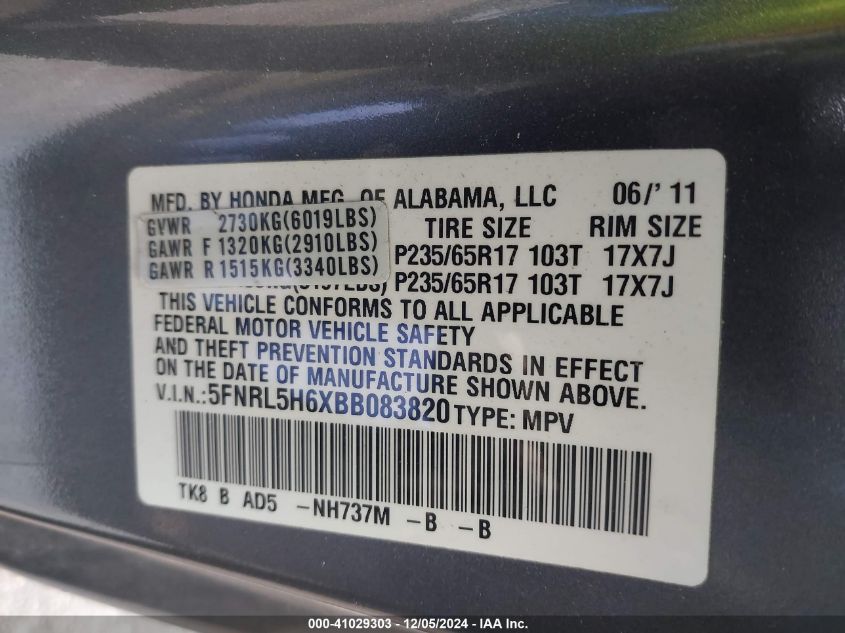 MFD. BY HONDA MFG. OF ALABAMA, LLC 06/' 11
GVWR 2730KG(6019LBS) TIRE SIZE RIM SIZE
GAWR F 1320KG(2910LBS) P235/65R17 103T 17X7J
GAWR R 1515KG(3340LBS) P235/65R17 103T 17X7J
THIS VEHICLE CONFORMS TO ALL APPLICABLE
FEDERAL MOTOR VEHICLE SAFETY
AND THEFT PREVENTION STANDARDS IN EFFECT
ON THE DATE OF MANUFACTURE SHOWN ABOVE.
V.I.N.:5FNRL5H6XBB083820 TYPE: MPV
TK8 B AD5 -NH737M -B -B
000-41029303 - 12/05/2024 - IAA Inc.